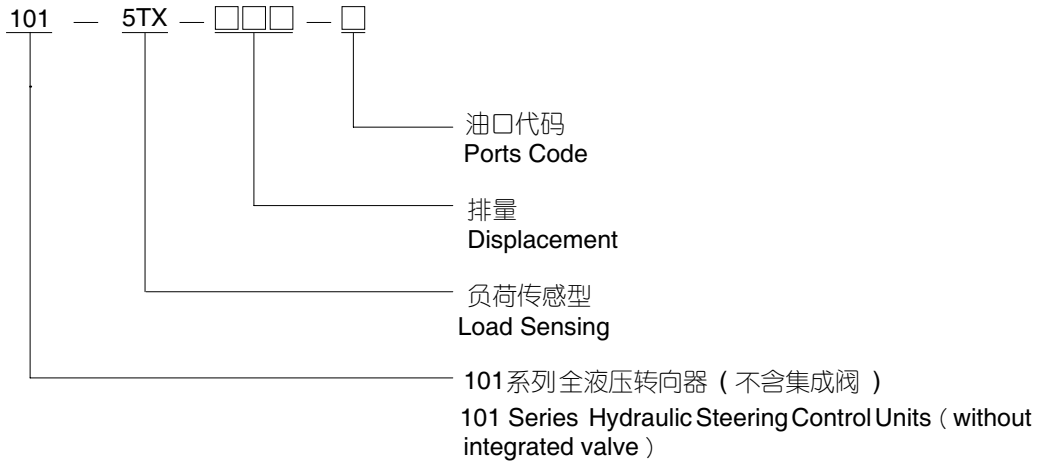 101 — 5TX — □□□ — □
油口代码
Ports Code
排量
Displacement
负荷传感型
Load Sensing
101系列全液压转向器（不含集成阀）
101 Series Hydraulic Steering Control Units（without
integrated valve）